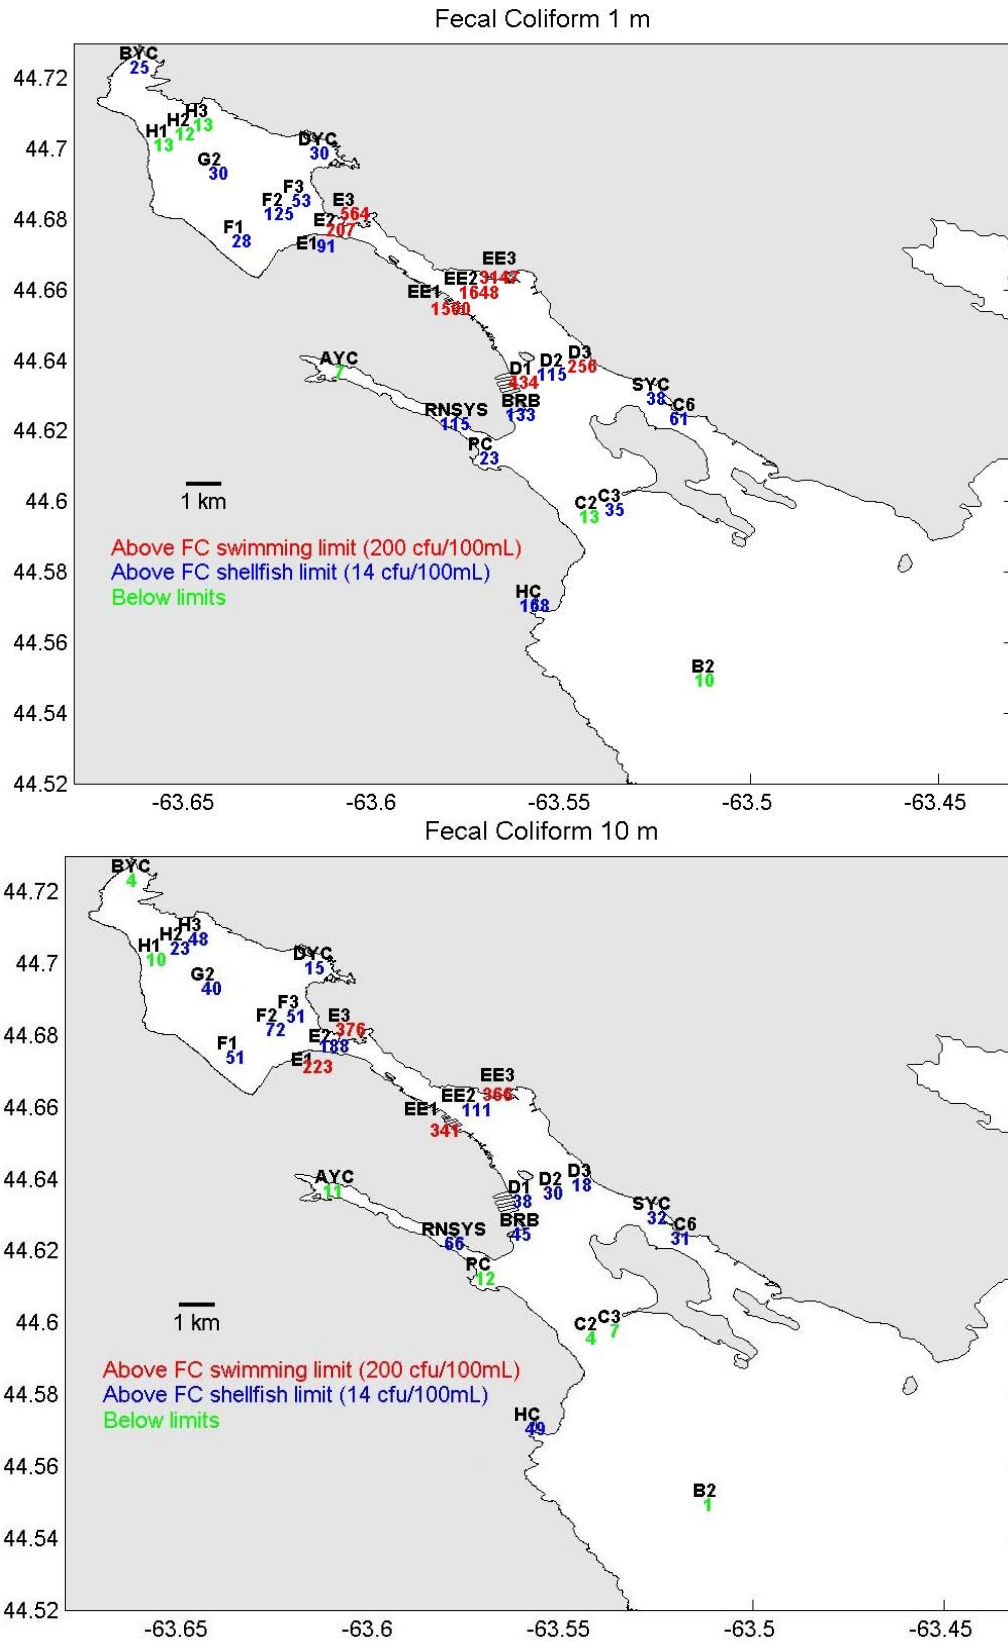 Fecal Coliform 1 m
BYC
25
44.72
H3
13
H2
12
H1
13
DYC
30
44.7
G2
30
F3
53
F2
125
E3
564
44.68
E2
207
F1
28
E1 91
EE3
3147
EE2
1648
44.66
EE1
1500
44.64
AYC
7
D3
256
D2
115
D1
434
SYC
38
BRB
133
C6
61
RNSYS
115
44.62
PC
23
1 km
44.6
C3
35
C2
13
Above FC swimming limit (200 cfu/100mL)
Above FC shellfish limit (14 cfu/100mL)
Below limits
44.58
HC
168
44.56
B2
10
44.54
44.52
-63.65 -63.6 -63.55 -63.5 -63.45
Fecal Coliform 10 m
BYC
4
44.72
H3
48
H2
23
H1
10
DYC
15
44.7
G2
40
F3
51
F2
72
E3
376
44.68
E2
188
F1
51
E1
223
EE3
366
EE2
111
44.66
EE1
341
44.64
AYC
11
D3
18
D2
30
D1
38
SYC
32
BRB
45
C6
31
RNSYS
66
44.62
PC
12
1 km
44.6
C3
7
C2
4
Above FC swimming limit (200 cfu/100mL)
Above FC shellfish limit (14 cfu/100mL)
Below limits
44.58
HC
49
44.56
B2
1
44.54
44.52
-63.65 -63.6 -63.55 -63.5 -63.45